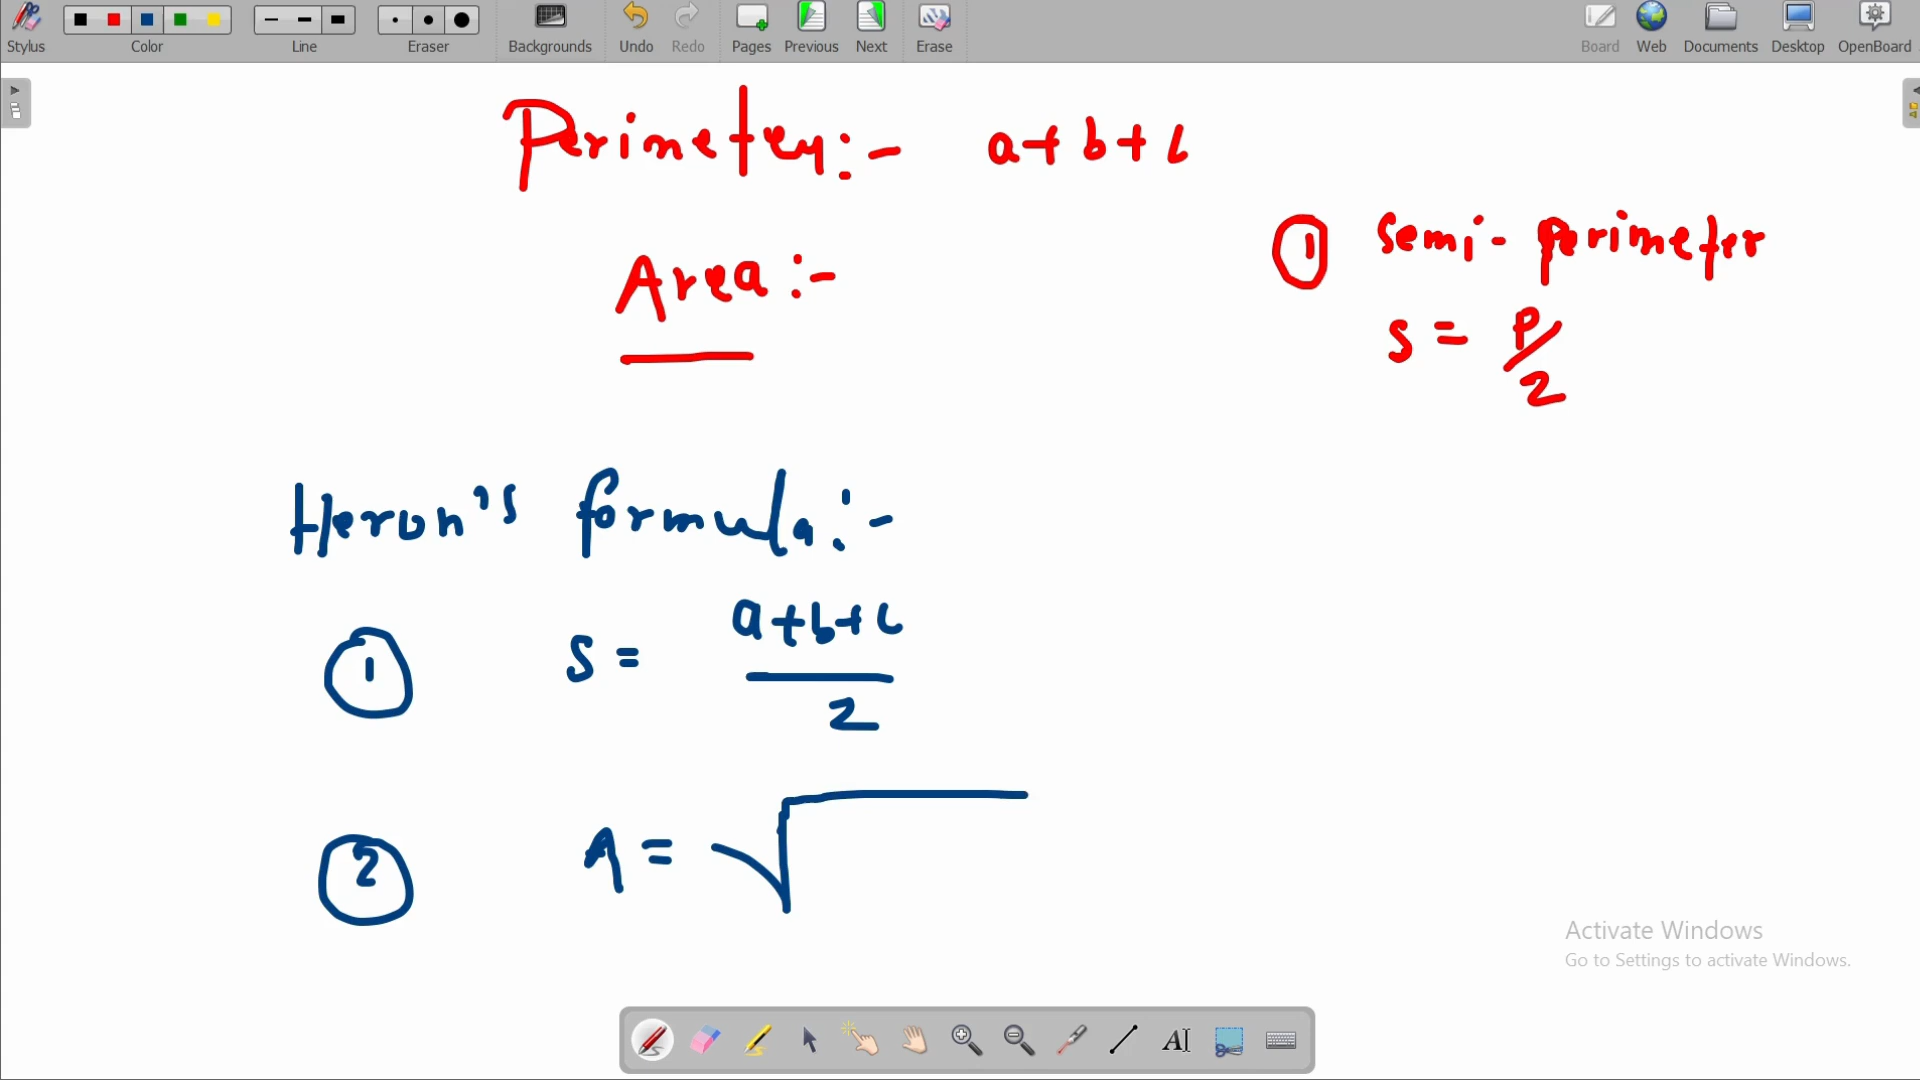 Stylus Color Line Eraser Backgrounds Undo Redo Pages Previous Next Erase Board Web Documents Desktop OpenBoard
Perimeter:- a+b+c
Area:-
① Semi-perimeter
s = P/2
Heron's formula:-
① s = a+b+c
2
② A = √
Activate Windows
Go to Settings to activate Windows.